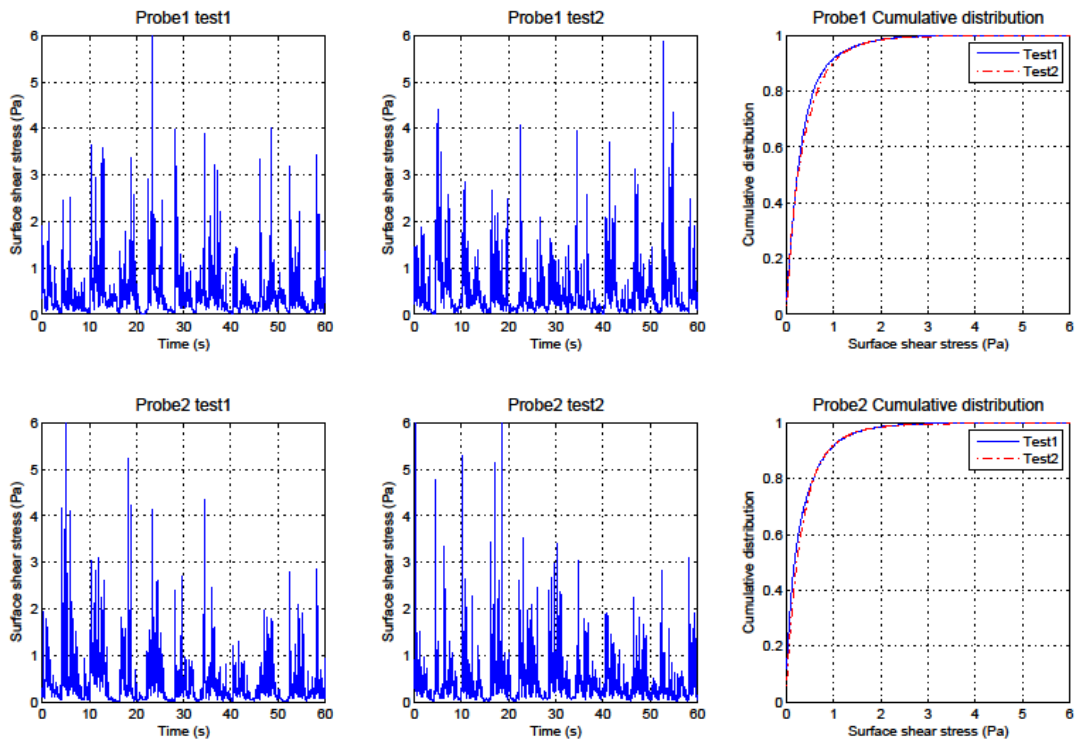 Probe1 test1
Surface shear stress (Pa)
6
5
4
3
2
1
0
0 10 20 30 40 50 60
Time (s)
Probe1 test2
Surface shear stress (Pa)
6
5
4
3
2
1
0
0 10 20 30 40 50 60
Time (s)
Probe1 Cumulative distribution
Cumulative distribution
1
0.8
0.6
0.4
0.2
0
0 1 2 3 4 5 6
Surface shear stress (Pa)
Test1
Test2
Probe2 test1
Surface shear stress (Pa)
6
5
4
3
2
1
0
0 10 20 30 40 50 60
Time (s)
Probe2 test2
Surface shear stress (Pa)
6
5
4
3
2
1
0
0 10 20 30 40 50 60
Time (s)
Probe2 Cumulative distribution
Cumulative distribution
1
0.8
0.6
0.4
0.2
0
0 1 2 3 4 5 6
Surface shear stress (Pa)
Test1
Test2